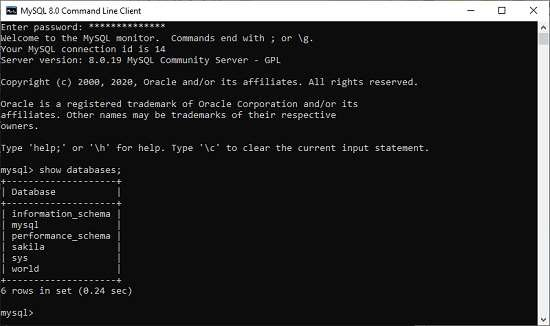 MySQL 8.0 Command Line Client
Enter password: **************
Welcome to the MySQL monitor.  Commands end with ; or \g.
Your MySQL connection id is 14
Server version: 8.0.19 MySQL Community Server - GPL

Copyright (c) 2000, 2020, Oracle and/or its affiliates. All rights reserved.

Oracle is a registered trademark of Oracle Corporation and/or its
affiliates. Other names may be trademarks of their respective
owners.

Type 'help;' or '\h' for help. Type '\c' to clear the current input statement.

mysql> show databases;
+--------------------+
| Database           |
+--------------------+
| information_schema |
| mysql              |
| performance_schema |
| sakila             |
| sys                |
| world              |
+--------------------+
6 rows in set (0.24 sec)

mysql>